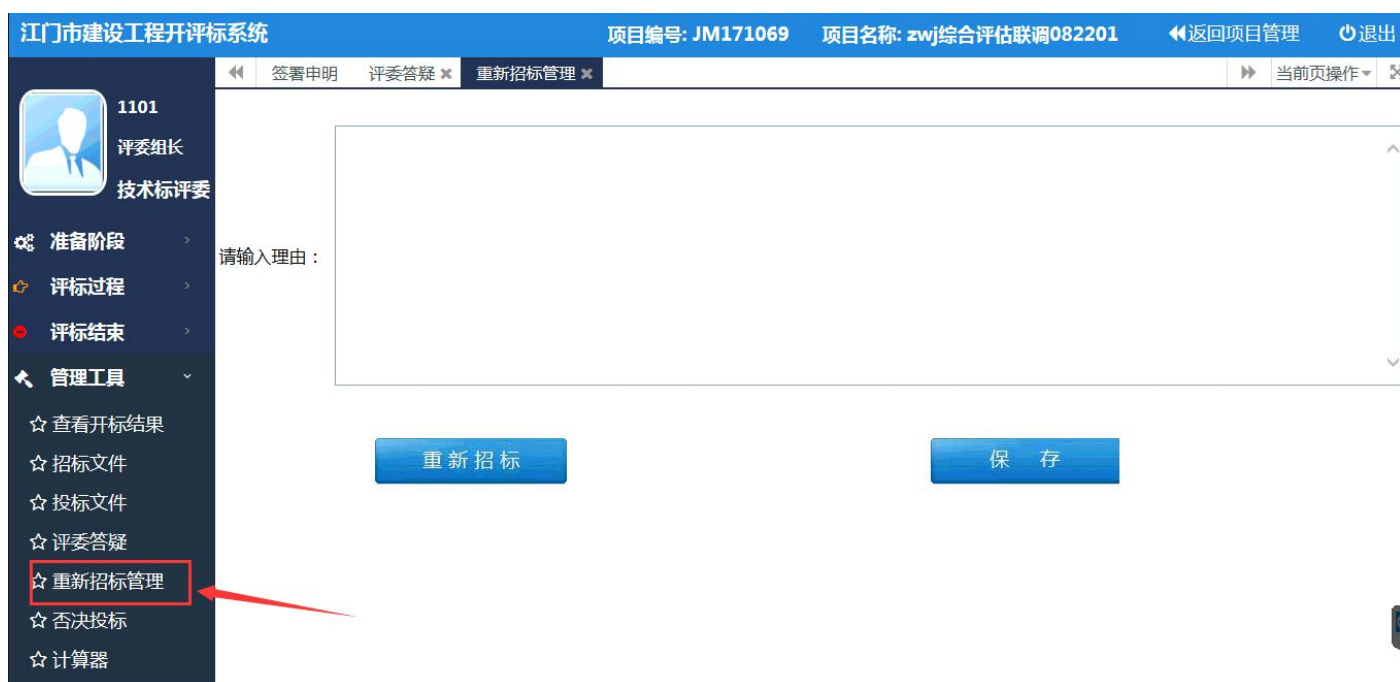 江门市建设工程开评标系统 项目编号: JM171069 项目名称: zwj综合评估联调082201 返回项目管理 退出
签署申明 评委答疑 重新招标管理 当前页操作
1101
评委组长
技术标评委
准备阶段
评标过程
评标结束
管理工具
查看开标结果
招标文件
投标文件
评委答疑
重新招标管理
否决投标
计算器
请输入理由：
重新招标 保 存